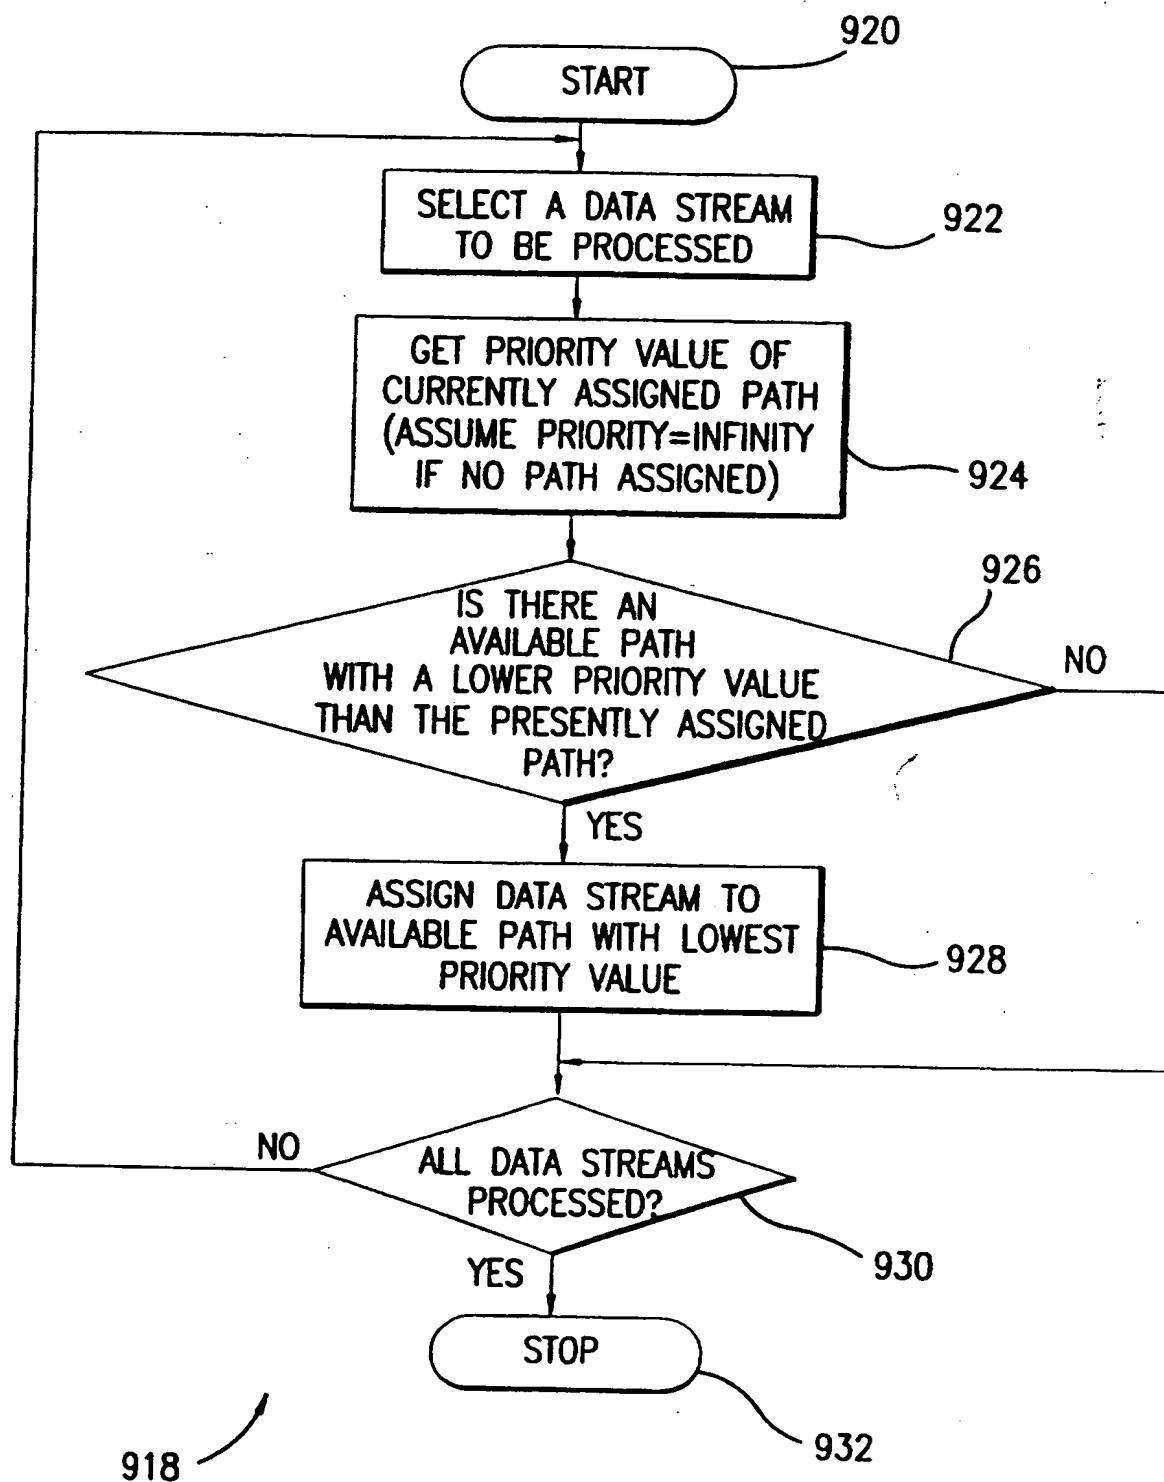 920
START
SELECT A DATA STREAM
TO BE PROCESSED
922
GET PRIORITY VALUE OF
CURRENTLY ASSIGNED PATH
(ASSUME PRIORITY=INFINITY
IF NO PATH ASSIGNED)
924
926
IS THERE AN
AVAILABLE PATH
WITH A LOWER PRIORITY VALUE
THAN THE PRESENTLY ASSIGNED
PATH?
NO
YES
ASSIGN DATA STREAM TO
AVAILABLE PATH WITH LOWEST
PRIORITY VALUE
928
NO
ALL DATA STREAMS
PROCESSED?
930
YES
STOP
932
918